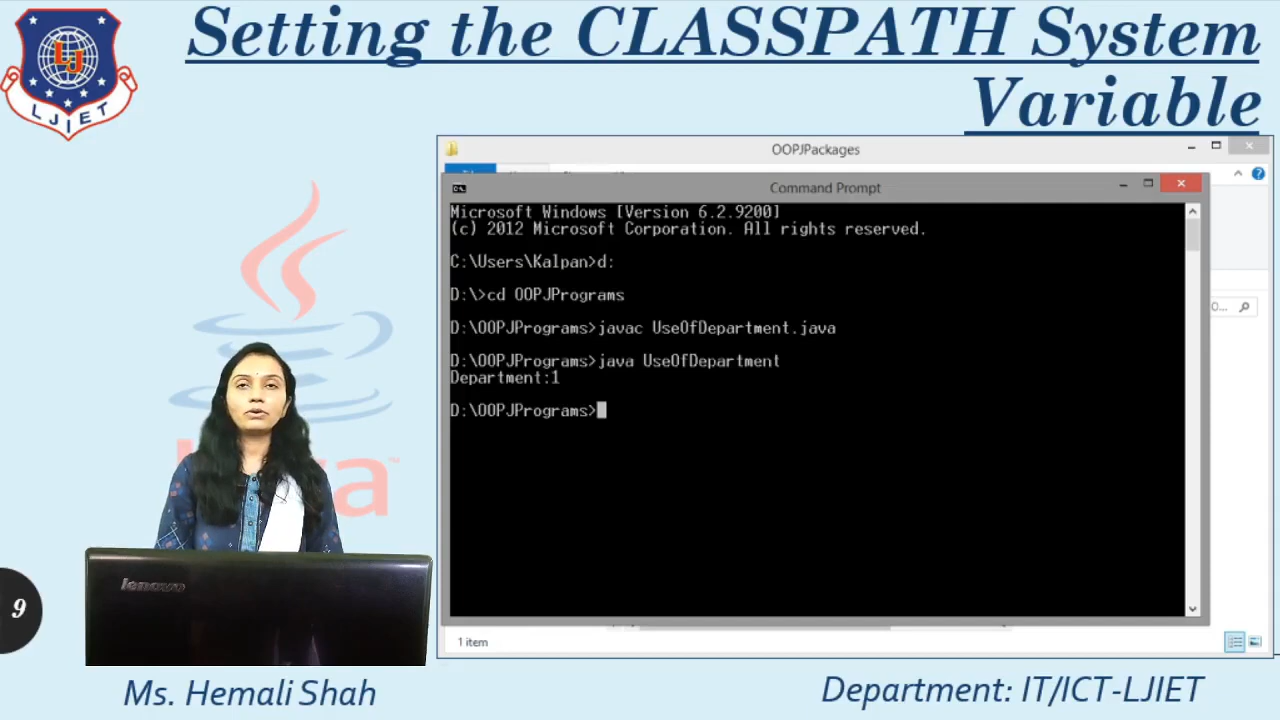 Setting the CLASSPATH System
Variable
LJ
LJIET
OOPJPackages
Command Prompt
Microsoft Windows [Version 6.2.9200]
(c) 2012 Microsoft Corporation. All rights reserved.
C:\Users\Kalpan>d:
D:\>cd OOPJPrograms
D:\OOPJPrograms>javac UseOfDepartment.java
D:\OOPJPrograms>java UseOfDepartment
Department:1
D:\OOPJPrograms>
O...
1 item
Java™
lenovo
9
Ms. Hemali Shah
Department: IT/ICT-LJIET